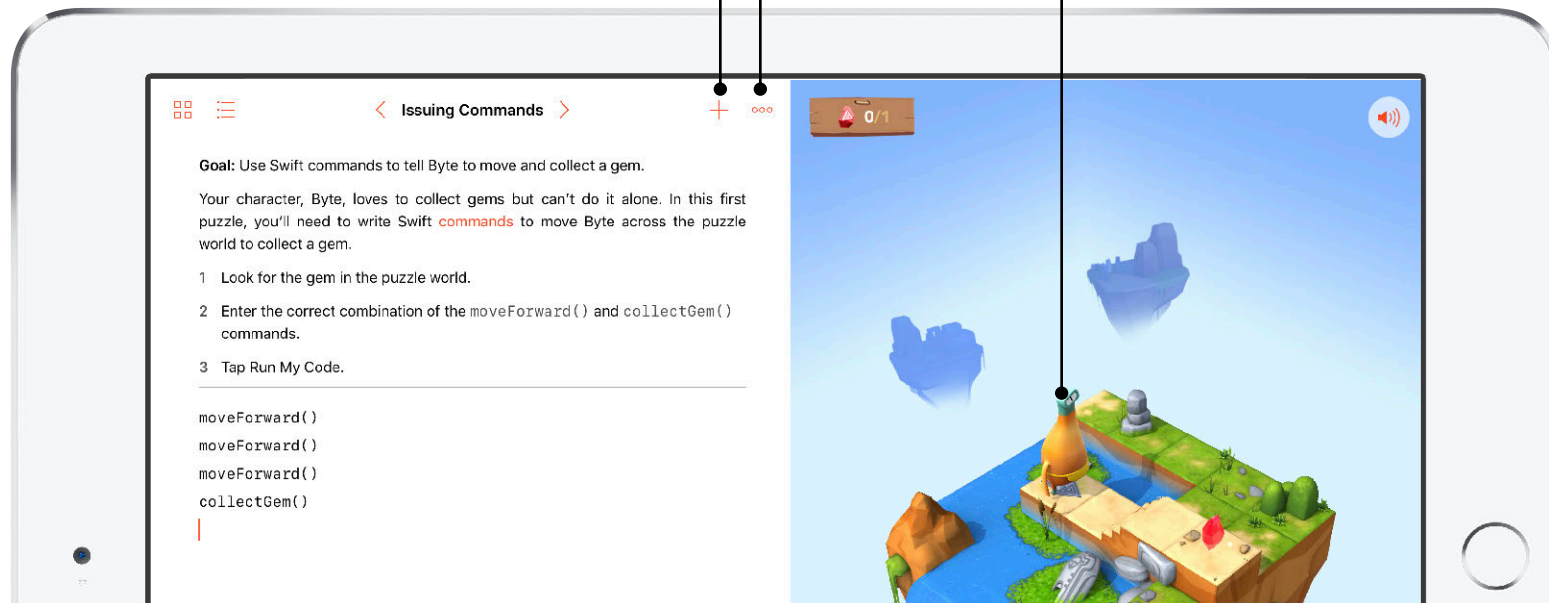 Issuing Commands
0/1
Goal: Use Swift commands to tell Byte to move and collect a gem.
Your character, Byte, loves to collect gems but can't do it alone. In this first
puzzle, you'll need to write Swift commands to move Byte across the puzzle
world to collect a gem.
1 Look for the gem in the puzzle world.
2 Enter the correct combination of the moveForward() and collectGem()
commands.
3 Tap Run My Code.
moveForward()
moveForward()
moveForward()
collectGem()